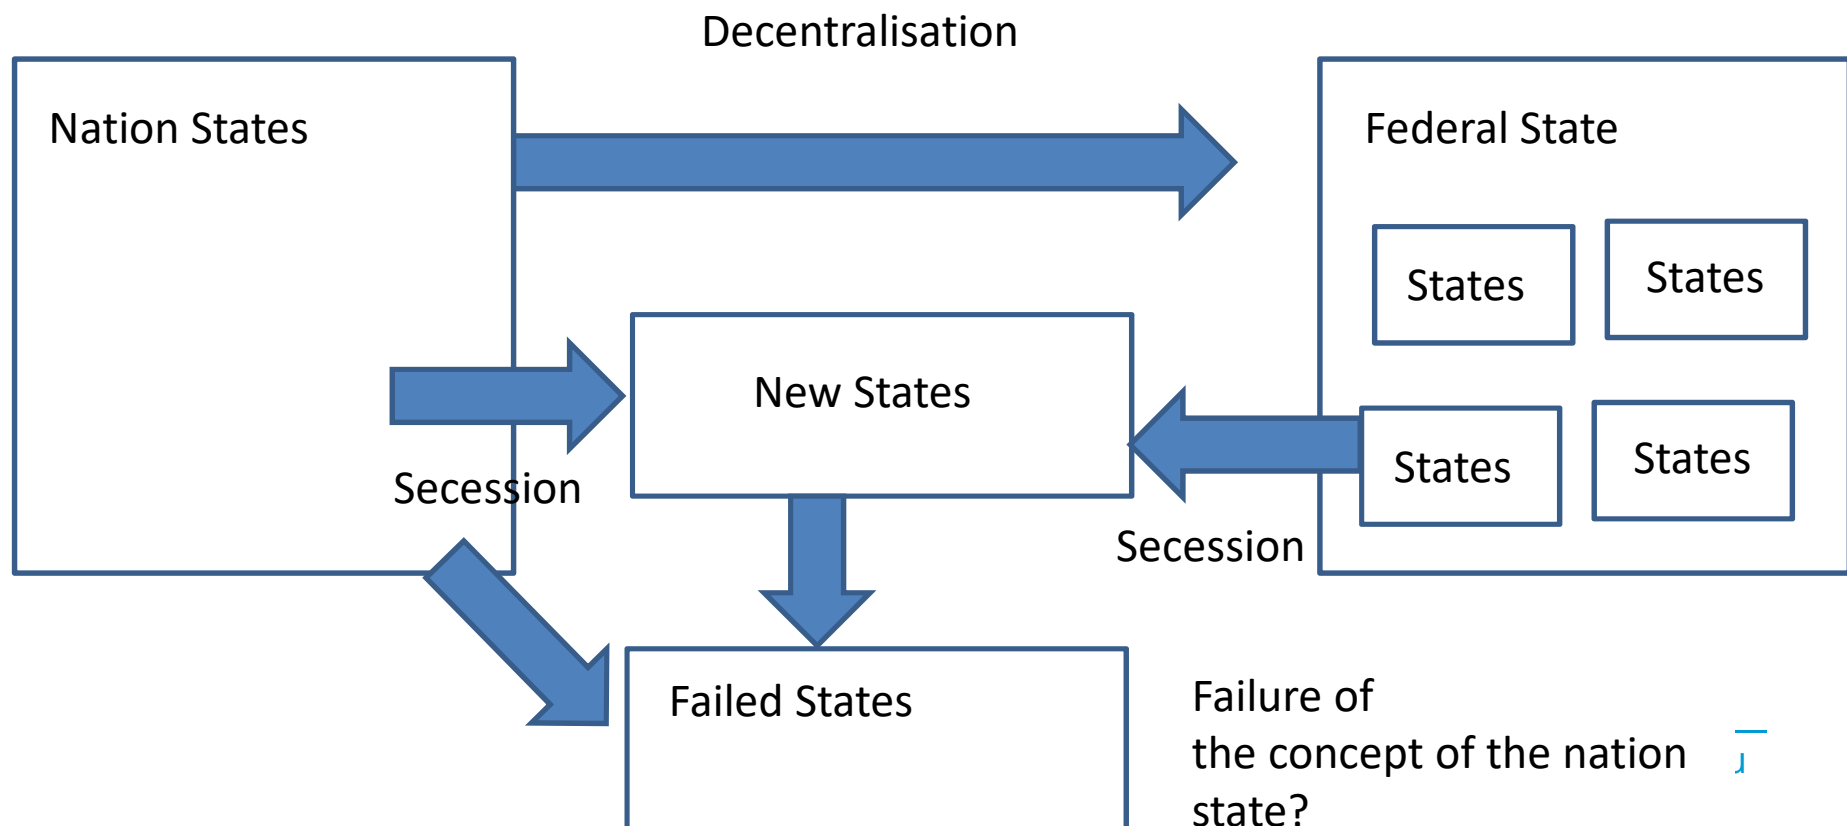 Decentralisation
Nation States
Federal State
States
States
New States
States
States
Secession
Secession
Failed States
Failure of
the concept of the nation
state?